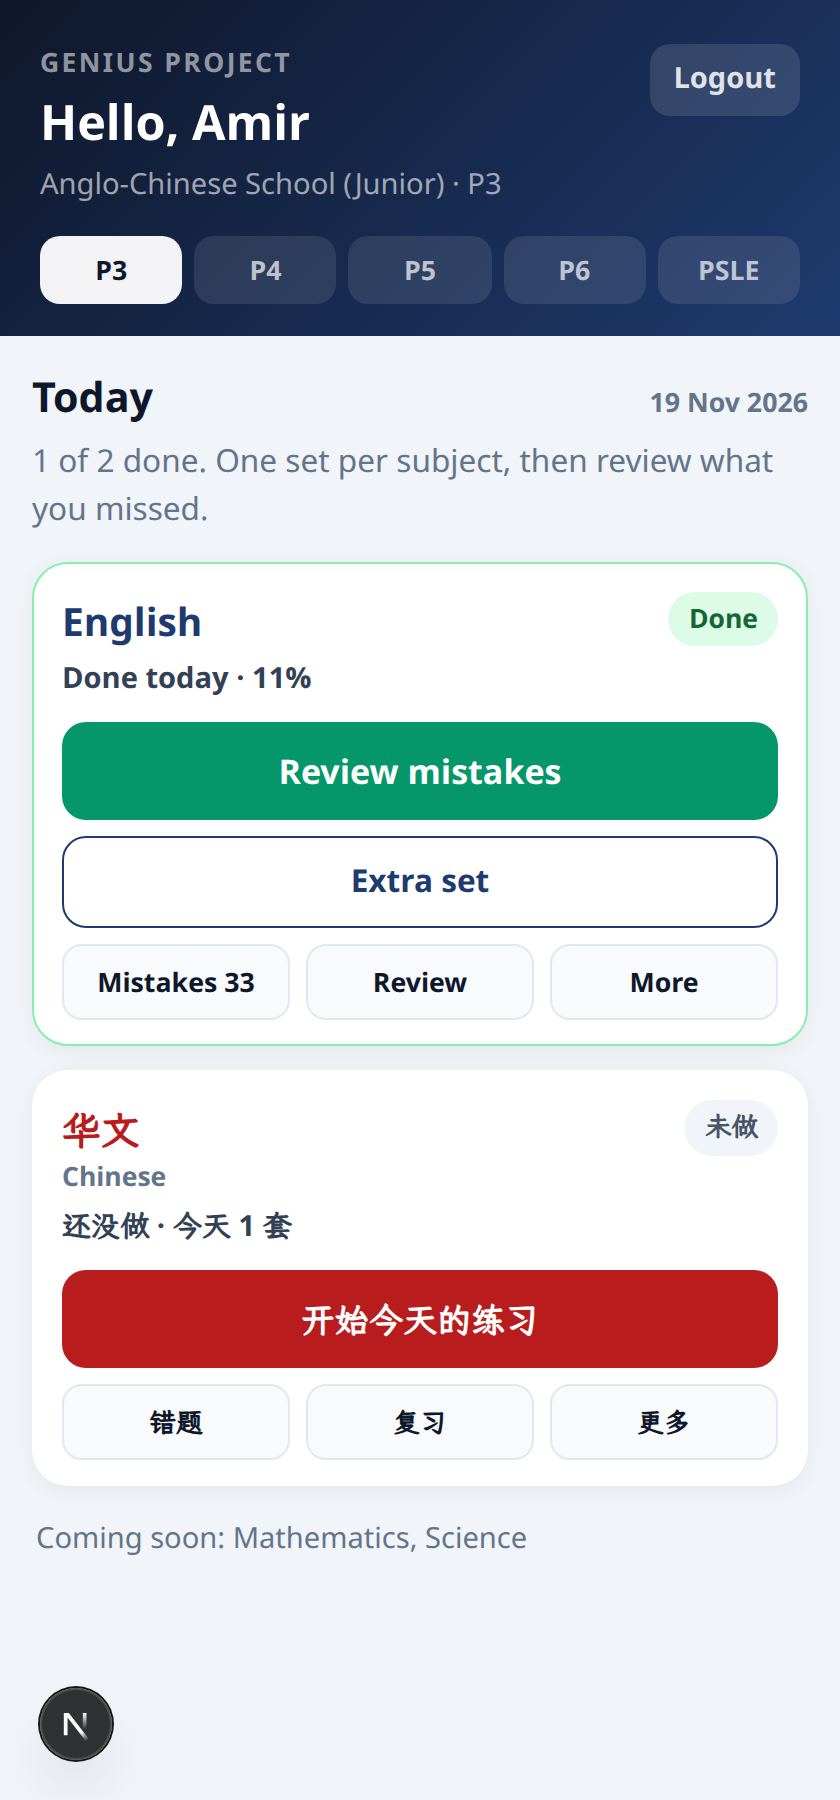 GENIUS PROJECT
Logout
Hello, Amir
Anglo-Chinese School (Junior) · P3
P3
P4
P5
P6
PSLE
Today
19 Nov 2026
1 of 2 done. One set per subject, then review what
you missed.
English
Done
Done today · 11%
Review mistakes
Extra set
Mistakes 33
Review
More
华文
未做
Chinese
还没做 · 今天 1 套
开始今天的练习
错题
复习
更多
Coming soon: Mathematics, Science
N